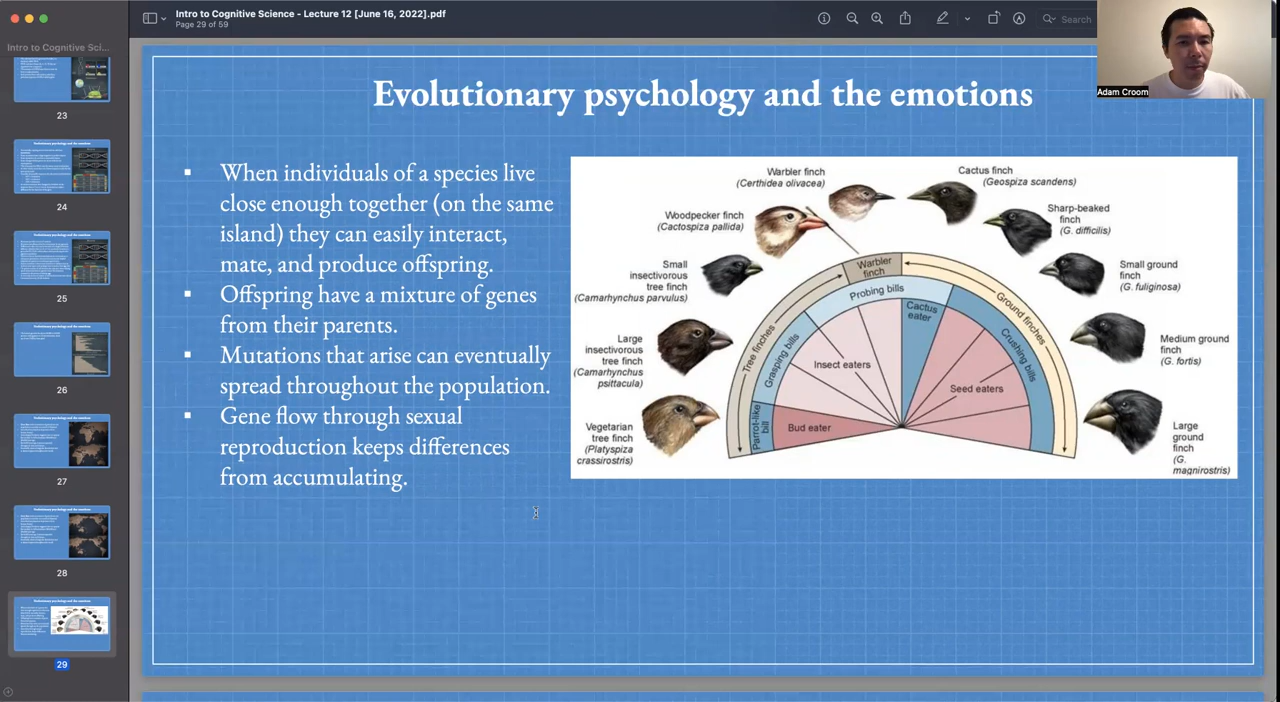 Intro to Cognitive Science - Lecture 12 [June 16, 2022].pdf
Page 29 of 59
Search
Adam Croom
Intro to Cognitive Sci...
23
24
25
26
27
28
29
Evolutionary psychology and the emotions
When individuals of a species live
close enough together (on the same
island) they can easily interact,
mate, and produce offspring.
Offspring have a mixture of genes
from their parents.
Mutations that arise can eventually
spread throughout the population.
Gene flow through sexual
reproduction keeps differences
from accumulating.
Warbler finch
(Certhidea olivacea)
Cactus finch
(Geospiza scandens)
Woodpecker finch
(Cactospiza pallida)
Sharp-beaked
finch
(G. difficilis)
Small
insectivorous
tree finch
(Camarhynchus parvulus)
Small ground
finch
(G. fuliginosa)
Large
insectivorous
tree finch
(Camarhynchus
psittacula)
Medium ground
finch
(G. fortis)
Vegetarian
tree finch
(Platyspiza
crassirostris)
Large
ground
finch
(G.
magnirostris)
Warbler
finch
Tree finches
Ground finches
Probing bills
Grasping bills
Crushing bills
Parrot-like
bill
Cactus
eater
Insect eaters
Seed eaters
Bud eater